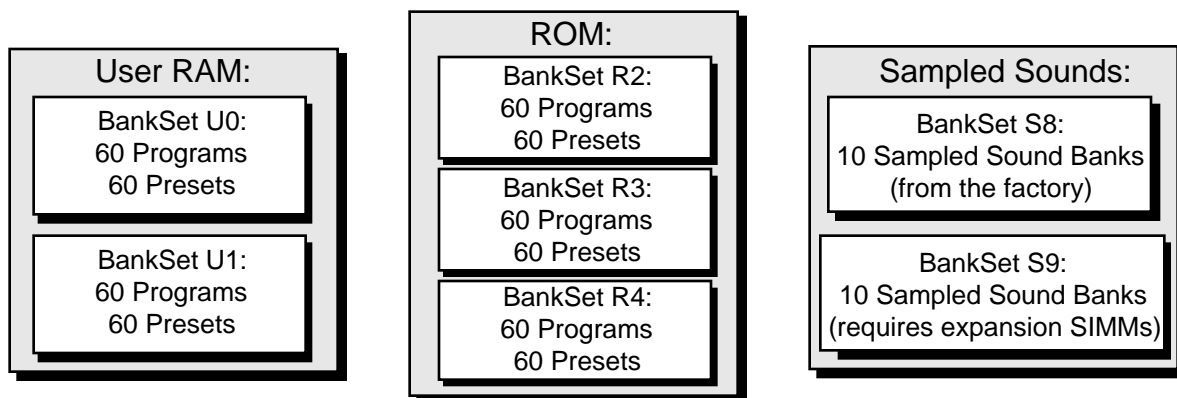 User RAM:
BankSet U0:
60 Programs
60 Presets
BankSet U1:
60 Programs
60 Presets
ROM:
BankSet R2:
60 Programs
60 Presets
BankSet R3:
60 Programs
60 Presets
BankSet R4:
60 Programs
60 Presets
Sampled Sounds:
BankSet S8:
10 Sampled Sound Banks
(from the factory)
BankSet S9:
10 Sampled Sound Banks
(requires expansion SIMMs)